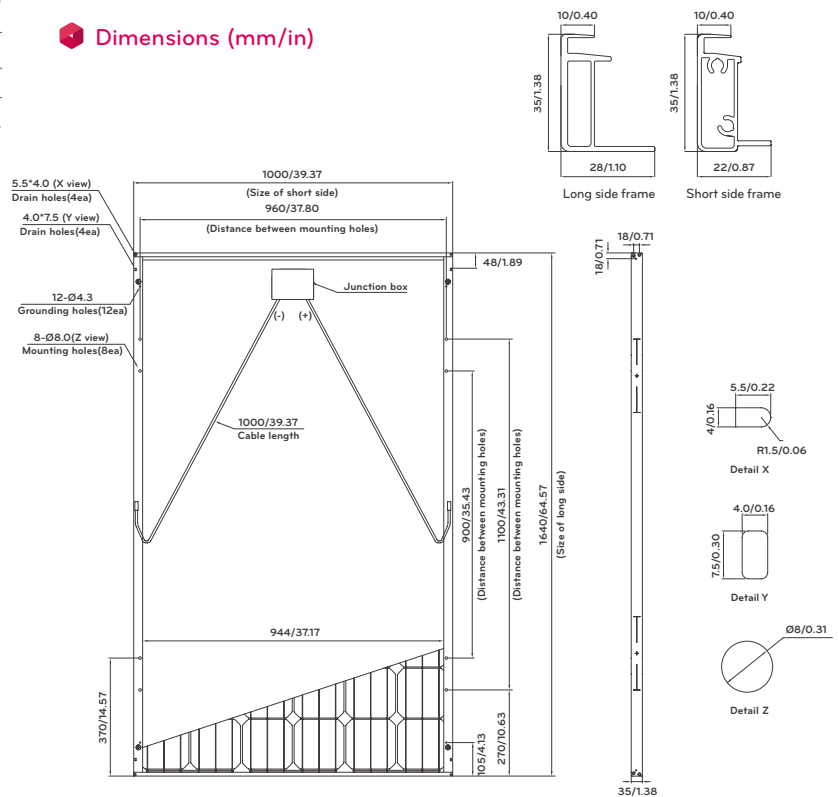 Dimensions (mm/in)
10/0.40
10/0.40
35/1.38
35/1.38
28/1.10
22/0.87
Long side frame
Short side frame
1000/39.37
(Size of short side)
960/37.80
(Distance between mounting holes)
5.5*4.0 (X view)
Drain holes(4ea)
4.0*7.5 (Y view)
Drain holes(4ea)
48/1.89
Junction box
(-)
(+)
12-Ø4.3
Grounding holes(12ea)
8-Ø8.0(Z view)
Mounting holes(8ea)
1000/39.37
Cable length
900/35.43
(Distance between mounting holes)
1100/43.31
(Distance between mounting holes)
1640/64.57
(Size of long side)
944/37.17
370/14.57
105/4.13
270/10.63
18/0.71
18/0.71
35/1.38
5.5/0.22
4/0.16
R1.5/0.06
Detail X
4.0/0.16
7.5/0.30
Detail Y
Ø8/0.31
Detail Z